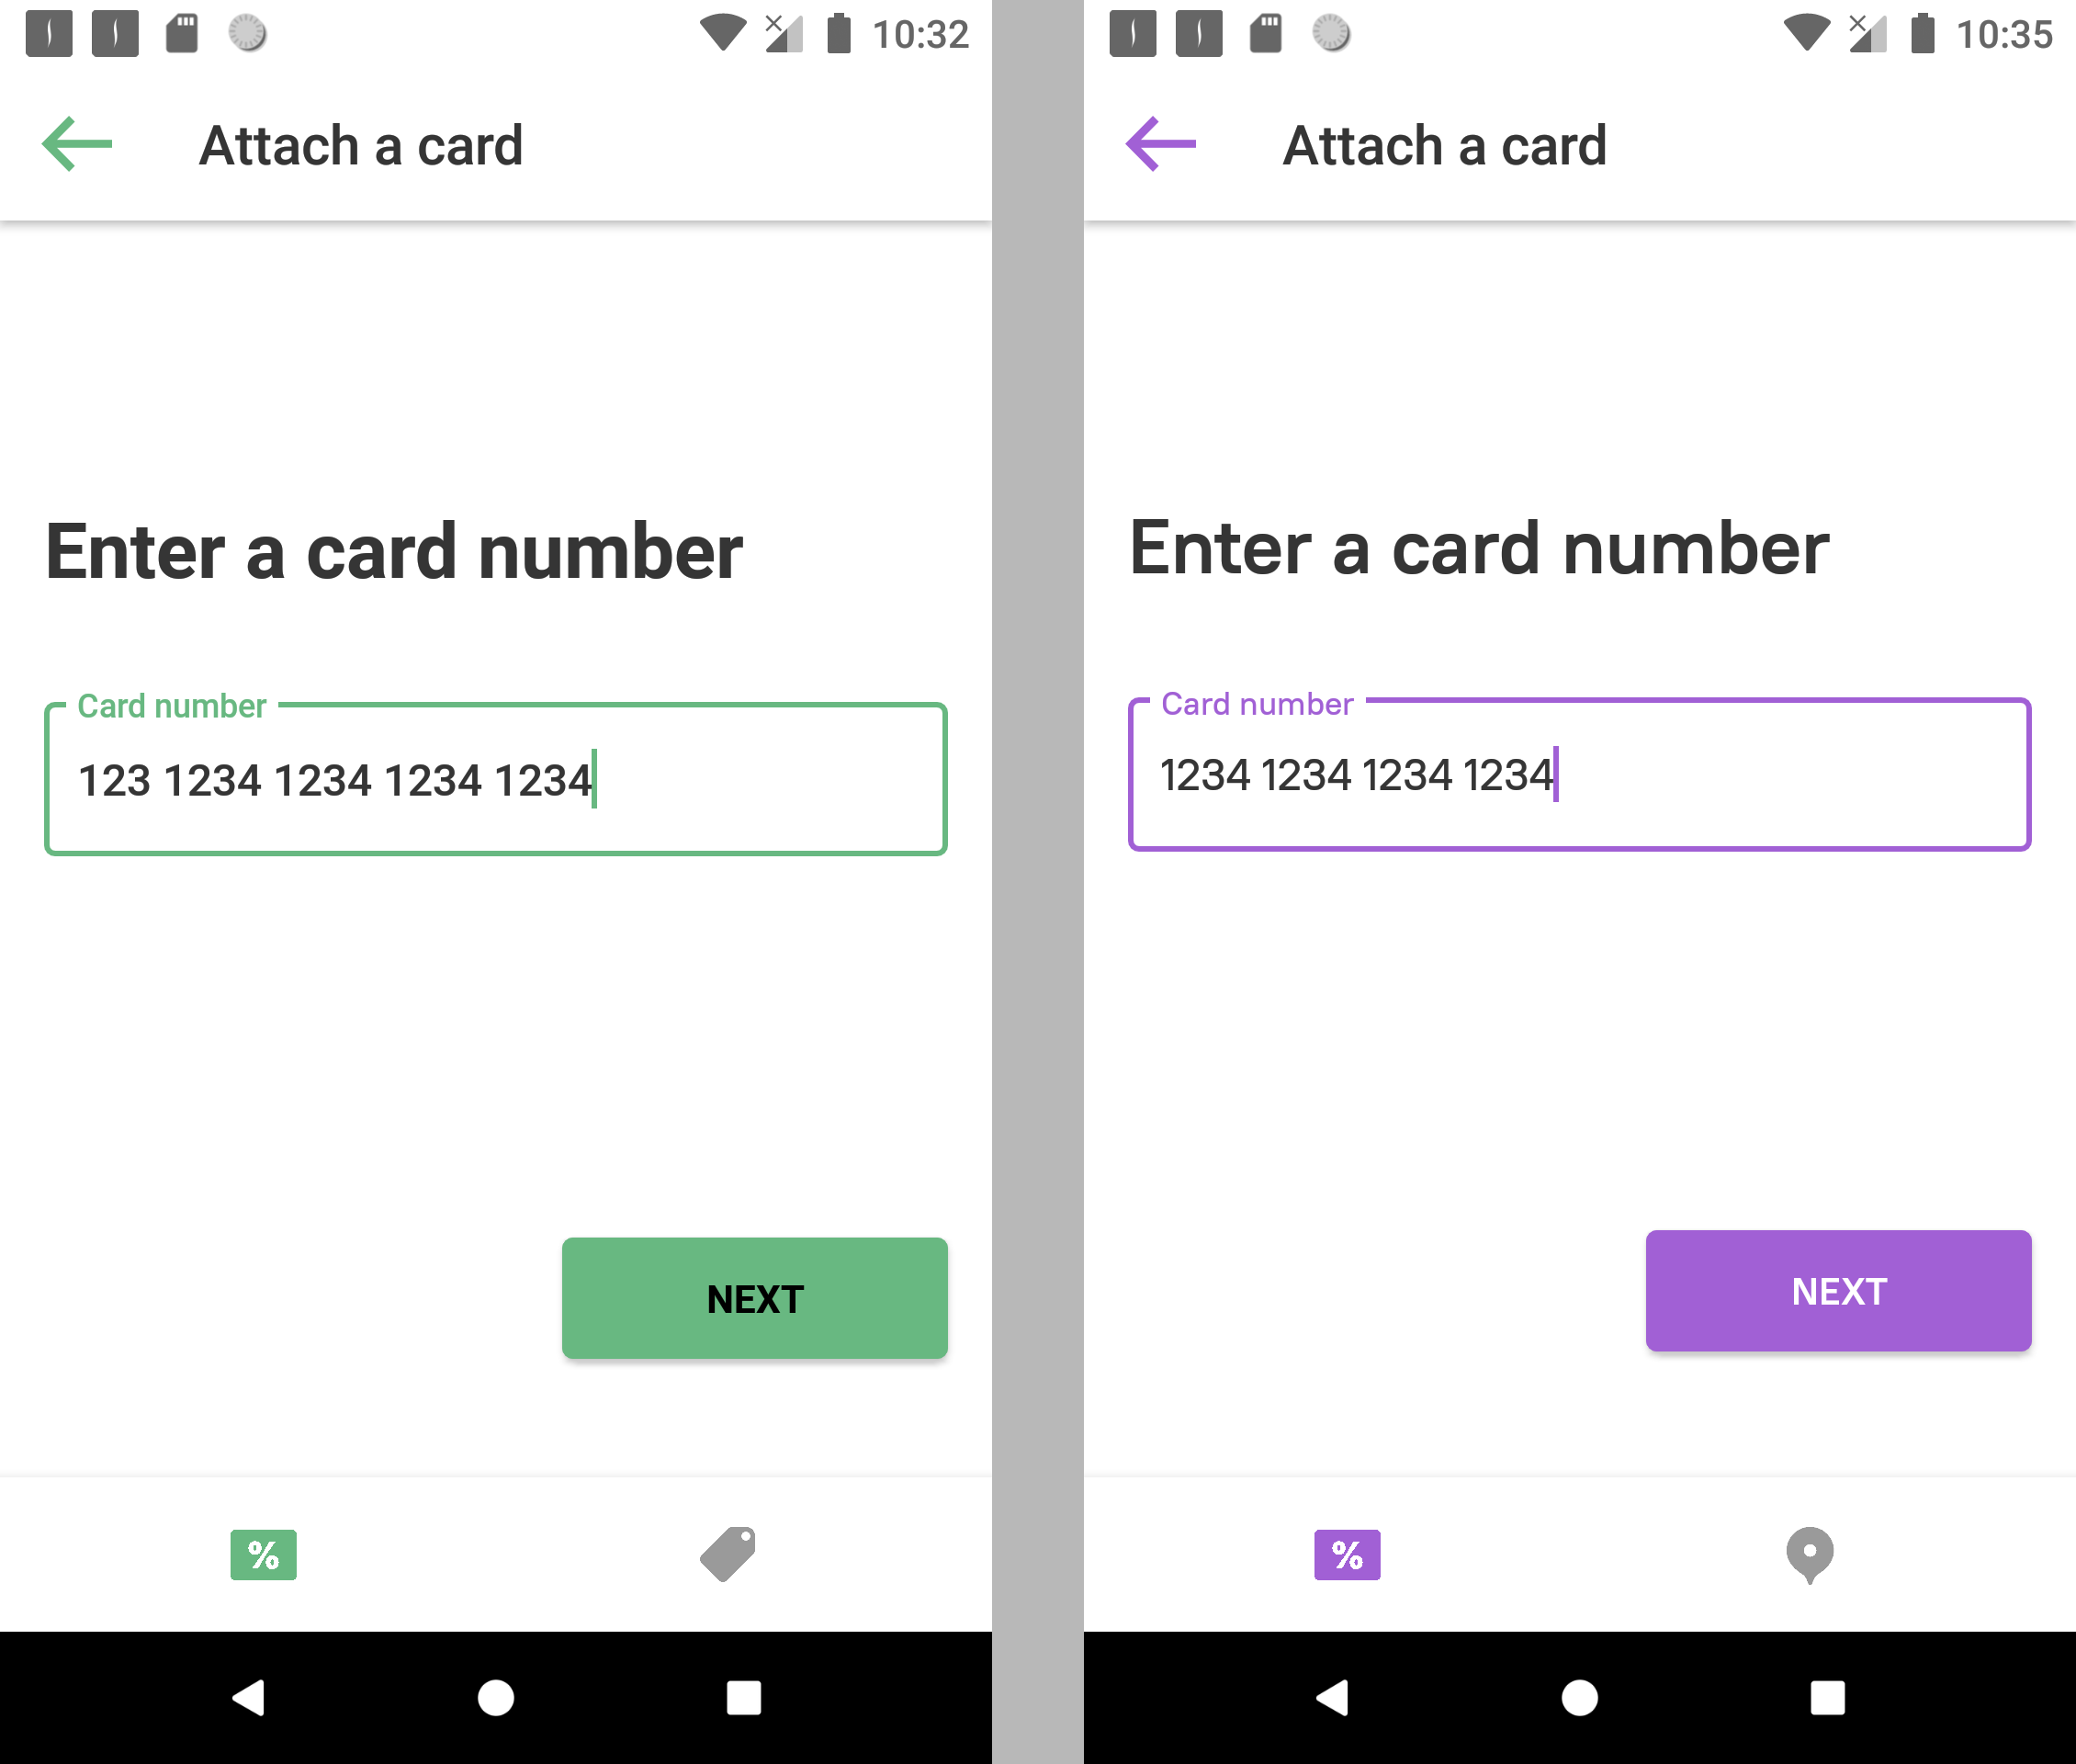 10:32
Attach a card
Enter a card number
Card number
123 1234 1234 1234 1234
NEXT
%
10:35
Attach a card
Enter a card number
Card number
1234 1234 1234 1234
NEXT
%